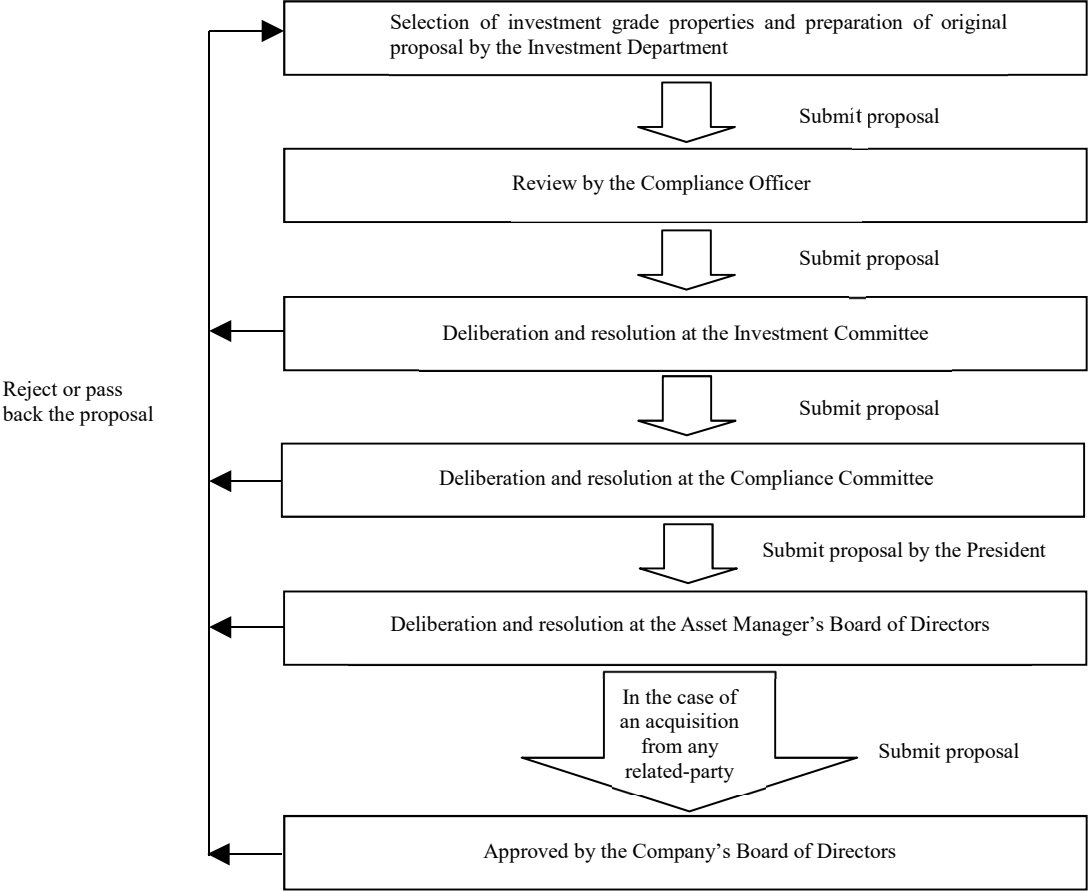 Selection of investment grade properties and preparation of original
proposal by the Investment Department
Submit proposal
Review by the Compliance Officer
Submit proposal
Deliberation and resolution at the Investment Committee
Reject or pass
back the proposal
Submit proposal
Deliberation and resolution at the Compliance Committee
Submit proposal by the President
Deliberation and resolution at the Asset Manager's Board of Directors
In the case of
an acquisition
from any
related-party
Submit proposal
Approved by the Company's Board of Directors